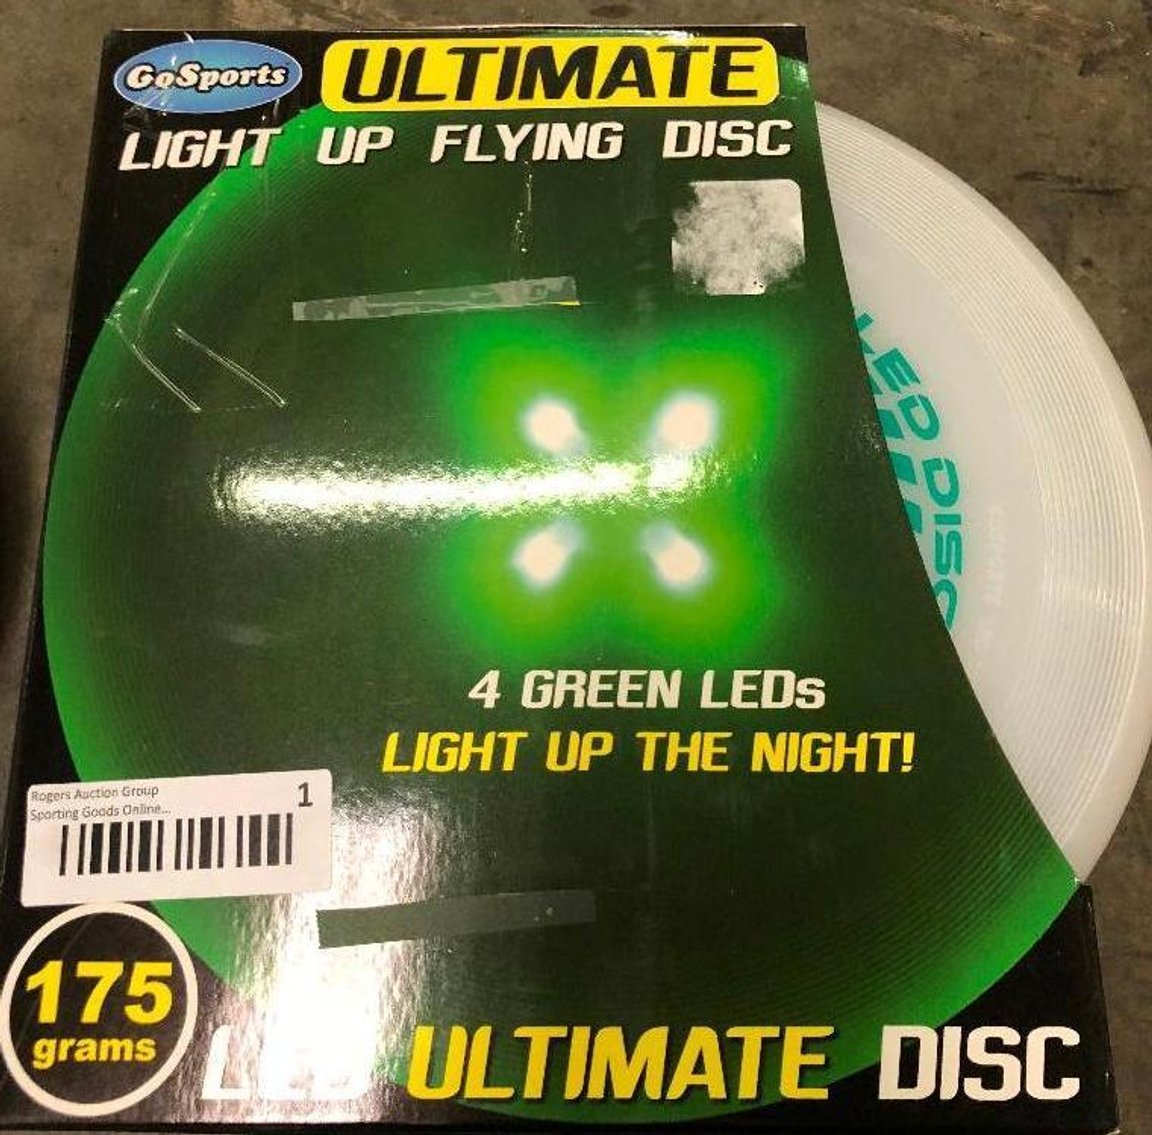 GoSports
ULTIMATE
LIGHT UP FLYING DISC
LED DISC
4 GREEN LEDs
LIGHT UP THE NIGHT!
Rogers Auction Group
1
Sporting Goods Online...
175
grams
LED ULTIMATE DISC